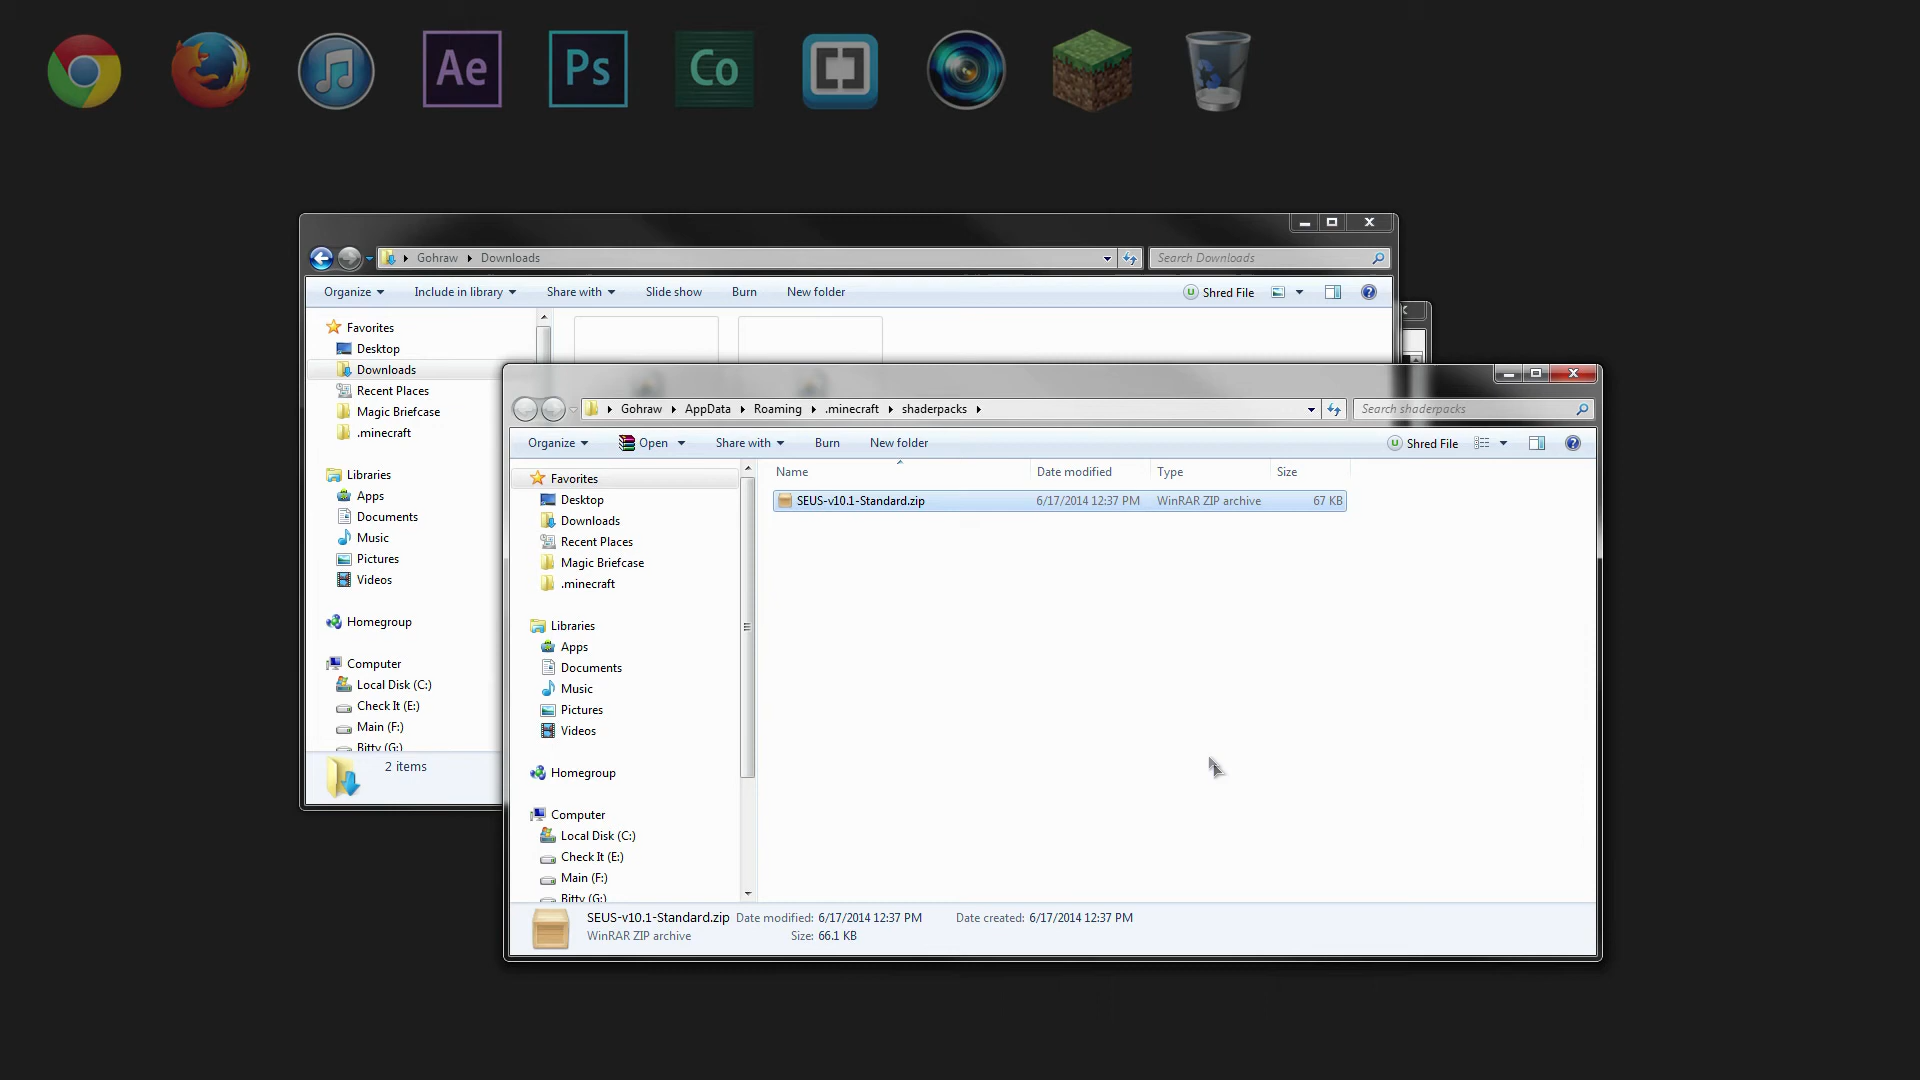 Ae
Ps
Co
Gohraw
Downloads
Search Downloads
Organize
Include in library
Share with
Slide show
Burn
New folder
Shred File
Favorites
Desktop
Downloads
Recent Places
Magic Briefcase
.minecraft
Libraries
Apps
Documents
Music
Pictures
Videos
Homegroup
Computer
Local Disk (C:)
Check It (E:)
Main (F:)
Bitty (G:)
2 items
Gohraw
AppData
Roaming
.minecraft
shaderpacks
Search shaderpacks
Organize
Open
Share with
Burn
New folder
Shred File
Favorites
Desktop
Downloads
Recent Places
Magic Briefcase
.minecraft
Libraries
Apps
Documents
Music
Pictures
Videos
Homegroup
Computer
Local Disk (C:)
Check It (E:)
Main (F:)
Bitty (G:)
Name Date modified Type Size
SEUS-v10.1-Standard.zip 6/17/2014 12:37 PM WinRAR ZIP archive 67 KB
SEUS-v10.1-Standard.zip Date modified: 6/17/2014 12:37 PM Date created: 6/17/2014 12:37 PM
WinRAR ZIP archive Size: 66.1 KB